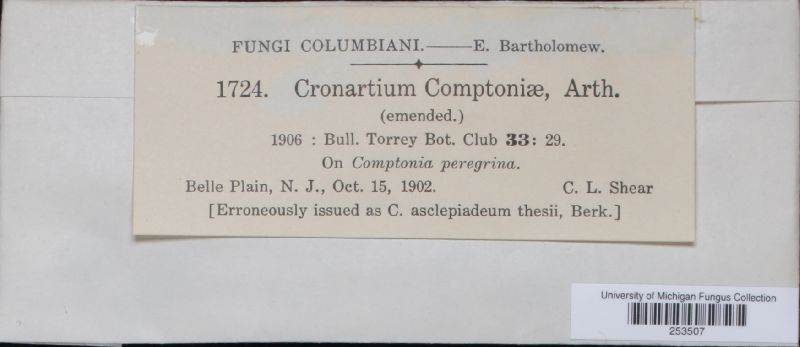 FUNGI COLUMBIANI.——E. Bartholomew.
1724. Cronartium Comptoniæ, Arth.
(emended.)
1906 : Bull. Torrey Bot. Club 33: 29.
On Comptonia peregrina.
Belle Plain, N. J., Oct. 15, 1902. C. L. Shear
[Erroneously issued as C. asclepiadeum thesii, Berk.]
University of Michigan Fungus Collection
253507